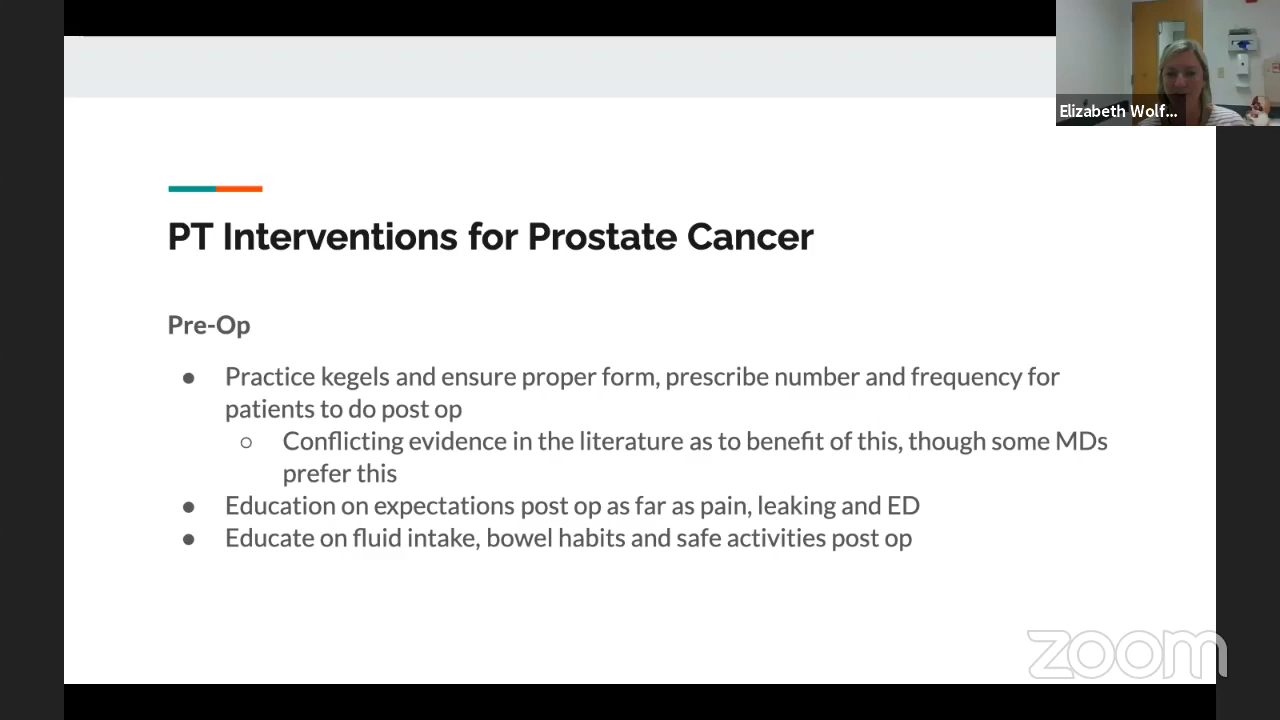 Elizabeth Wolf...
PT Interventions for Prostate Cancer
Pre-Op
● Practice kegels and ensure proper form, prescribe number and frequency for
patients to do post op
○ Conflicting evidence in the literature as to benefit of this, though some MDs
prefer this
● Education on expectations post op as far as pain, leaking and ED
● Educate on fluid intake, bowel habits and safe activities post op
zoom